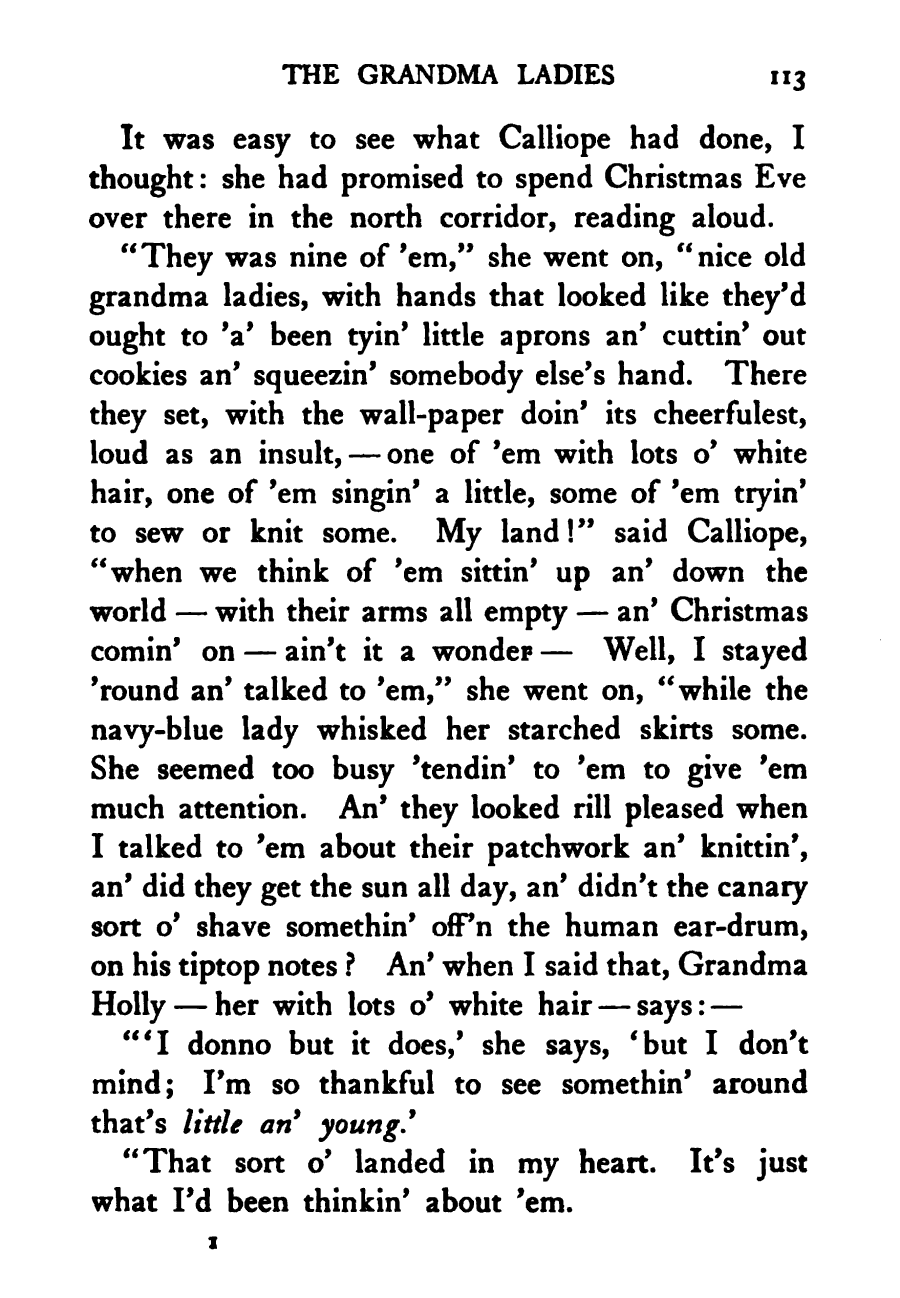 THE GRANDMA LADIES 113
It was easy to see what Calliope had done, I
thought: she had promised to spend Christmas Eve
over there in the north corridor, reading aloud.
“They was nine of ’em,” she went on, “nice old
grandma ladies, with hands that looked like they’d
ought to ’a’ been tyin’ little aprons an’ cuttin’ out
cookies an’ squeezin’ somebody else’s hand. There
they set, with the wall-paper doin’ its cheerfulest,
loud as an insult, — one of ’em with lots o’ white
hair, one of ’em singin’ a little, some of ’em tryin’
to sew or knit some. My land!” said Calliope,
“when we think of ’em sittin’ up an’ down the
world — with their arms all empty — an’ Christmas
comin’ on — ain’t it a wonder — Well, I stayed
’round an’ talked to ’em,” she went on, “while the
navy-blue lady whisked her starched skirts some.
She seemed too busy ’tendin’ to ’em to give ’em
much attention. An’ they looked rill pleased when
I talked to ’em about their patchwork an’ knittin’,
an’ did they get the sun all day, an’ didn’t the canary
sort o’ shave somethin’ off’n the human ear-drum,
on his tiptop notes? An’ when I said that, Grandma
Holly — her with lots o’ white hair — says: —
“‘I donno but it does,’ she says, ‘but I don’t
mind; I’m so thankful to see somethin’ around
that’s little an’ young.’
“That sort o’ landed in my heart. It’s just
what I’d been thinkin’ about ’em.
I